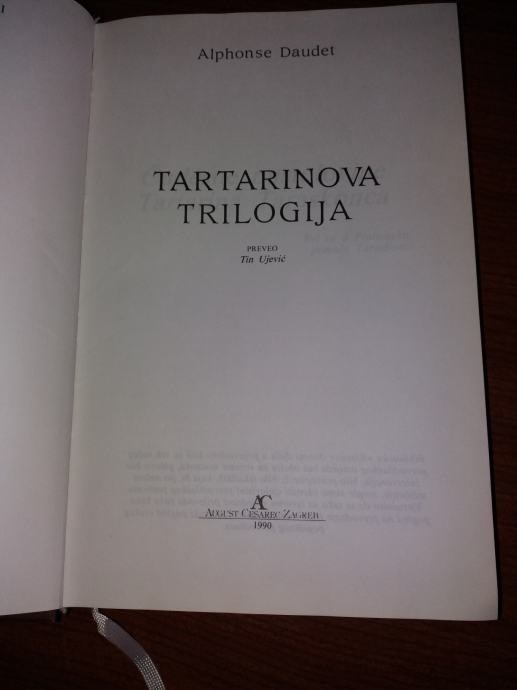 Alphonse Daudet
TARTARINOVA
TRILOGIJA
PREVEO
Tin Ujević
AC
AUGUST CESAREC ZAGREB
1990